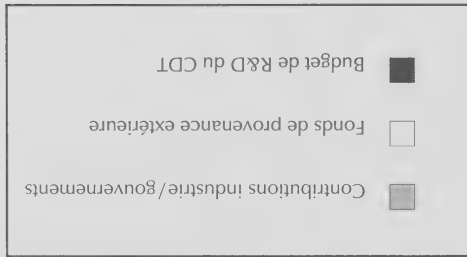 Contributions industrie/gouvernements
Fonds de provenance extérieure
Budget de R&D du CDT